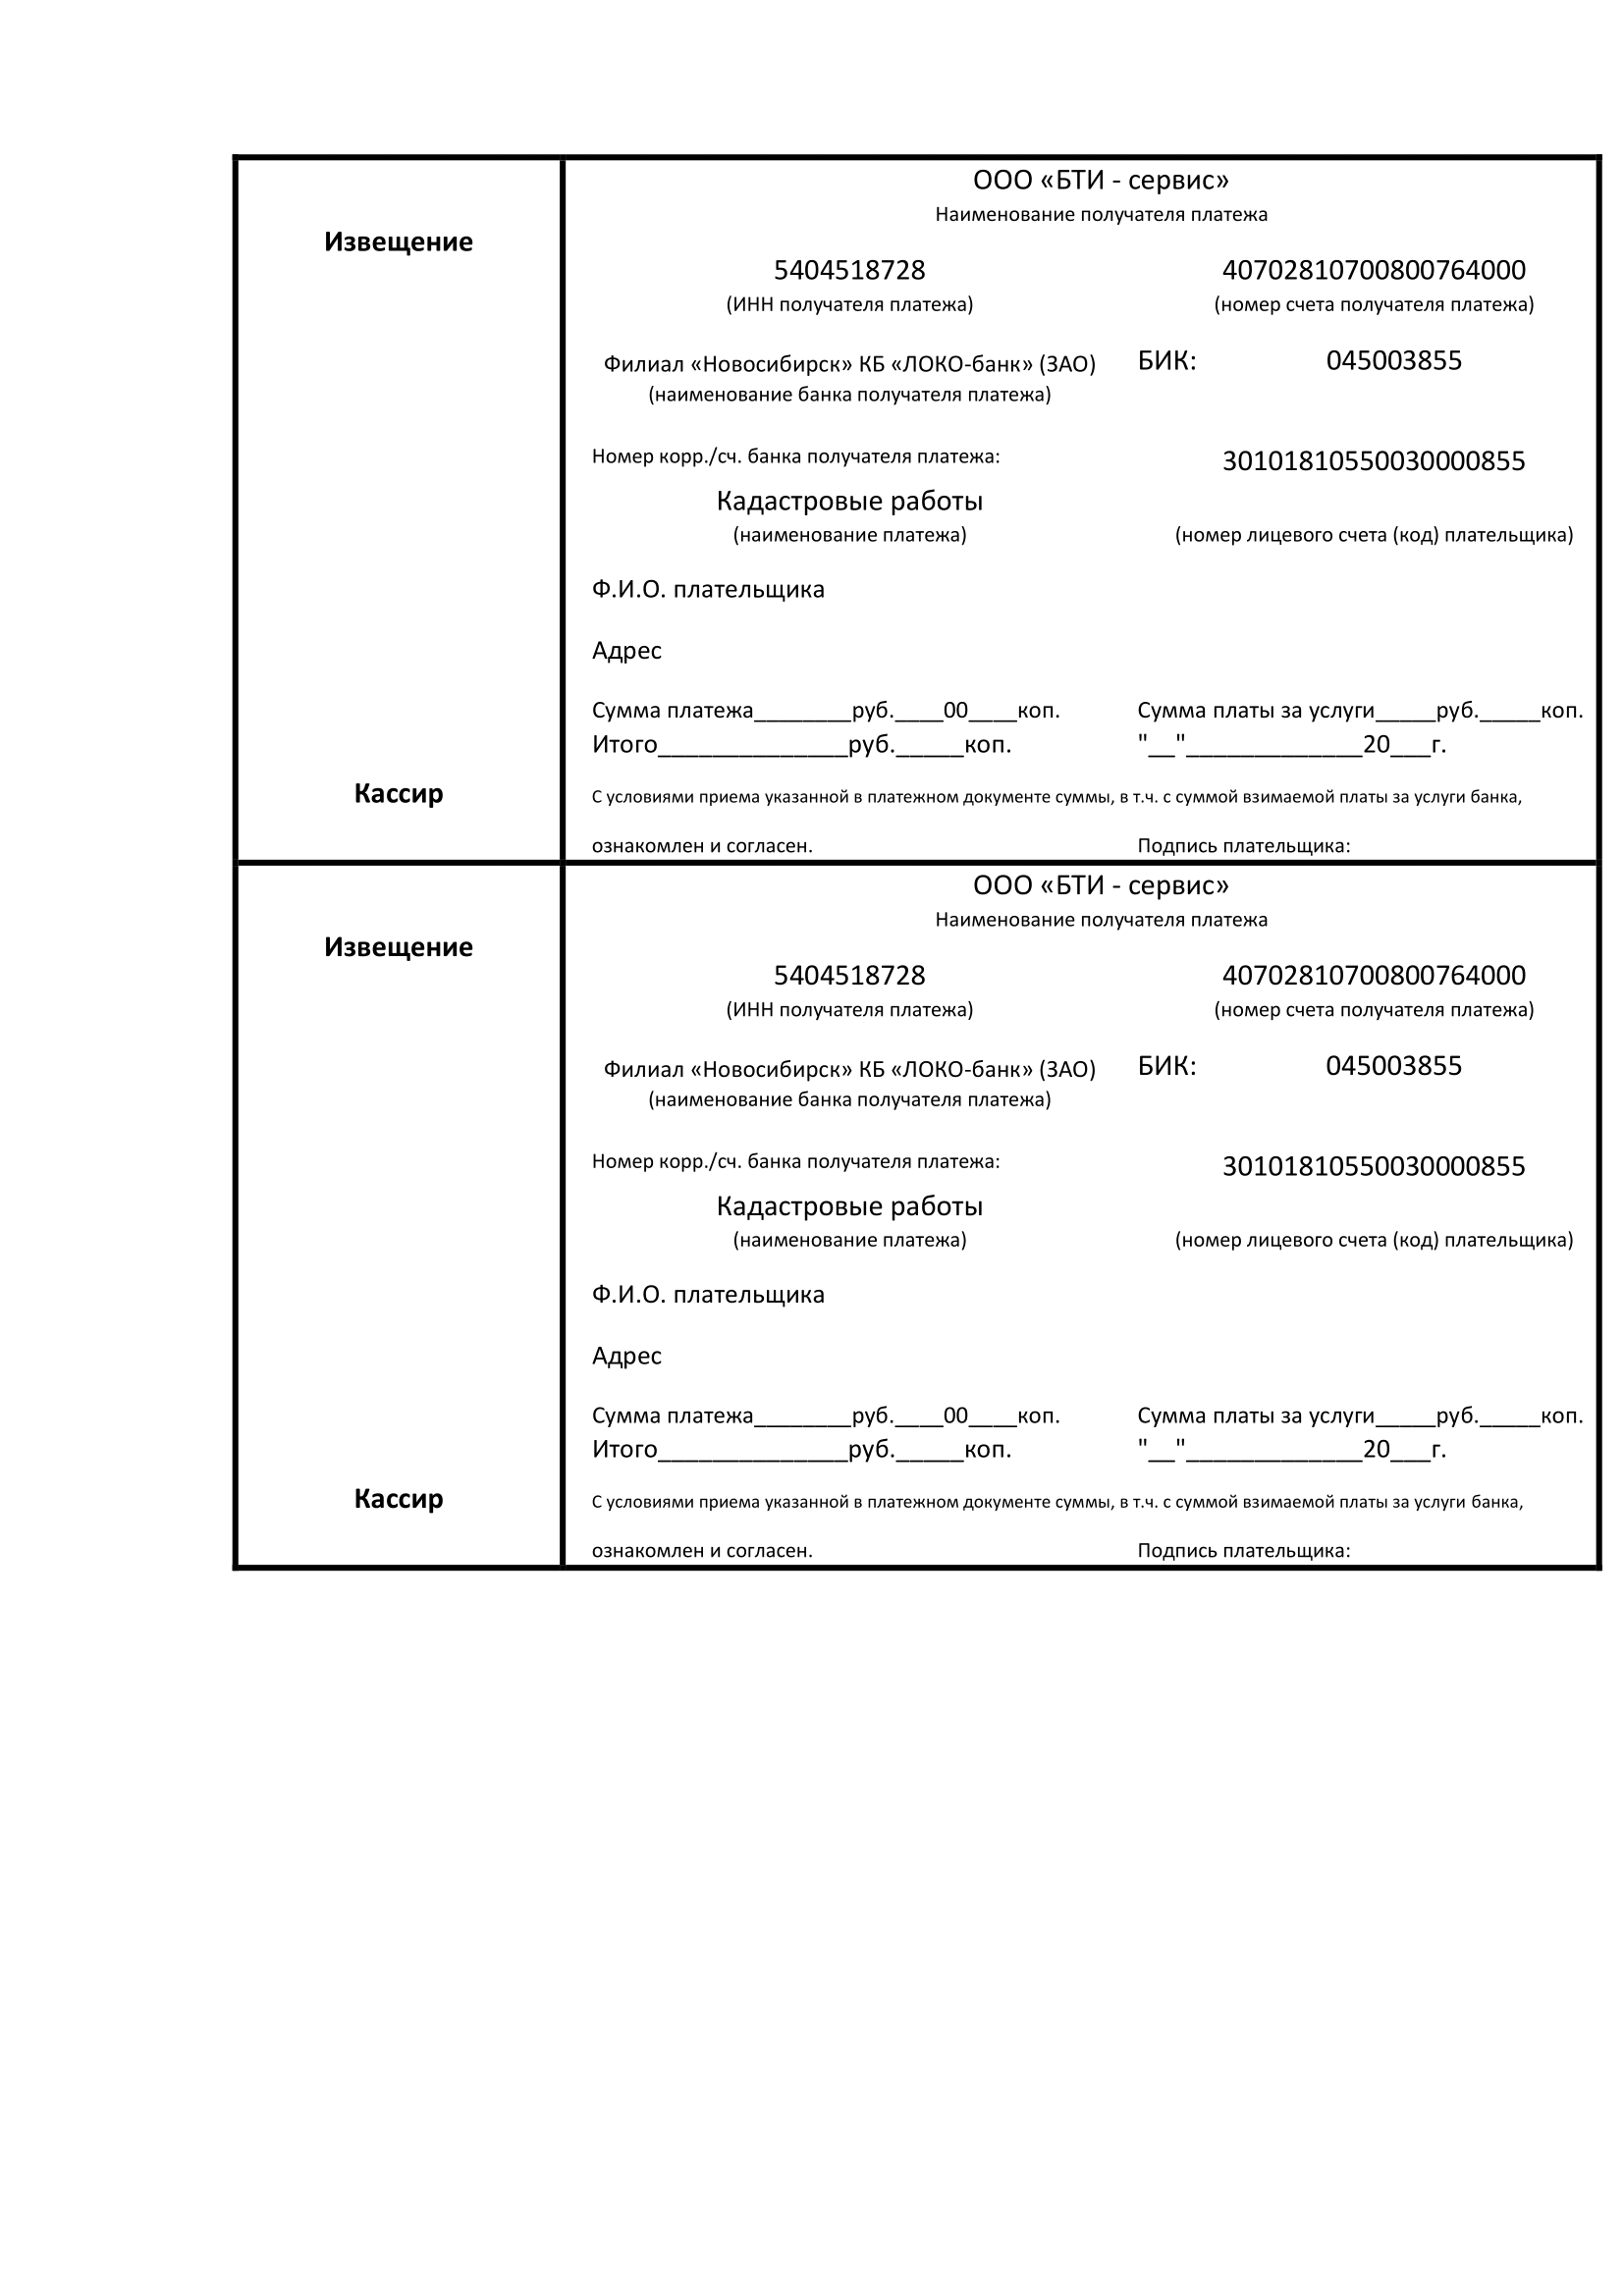 ООО «БТИ - сервис»
Наименование получателя платежа
Извещение
5404518728 40702810700800764000
(ИНН получателя платежа) (номер счета получателя платежа)
Филиал «Новосибирск» КБ «ЛОКО-банк» (ЗАО) БИК: 045003855
(наименование банка получателя платежа)
Номер корр./сч. банка получателя платежа: 30101810550030000855
Кадастровые работы
(наименование платежа) (номер лицевого счета (код) плательщика)
Ф.И.О. плательщика
Адрес
Сумма платежа________руб.____00____коп. Сумма платы за услуги_____руб._____коп.
Итого______________руб._____коп. "__"_____________20___г.
Кассир
С условиями приема указанной в платежном документе суммы, в т.ч. с суммой взимаемой платы за услуги банка,
ознакомлен и согласен. Подпись плательщика:
ООО «БТИ - сервис»
Наименование получателя платежа
Извещение
5404518728 40702810700800764000
(ИНН получателя платежа) (номер счета получателя платежа)
Филиал «Новосибирск» КБ «ЛОКО-банк» (ЗАО) БИК: 045003855
(наименование банка получателя платежа)
Номер корр./сч. банка получателя платежа: 30101810550030000855
Кадастровые работы
(наименование платежа) (номер лицевого счета (код) плательщика)
Ф.И.О. плательщика
Адрес
Сумма платежа________руб.____00____коп. Сумма платы за услуги_____руб._____коп.
Итого______________руб._____коп. "__"_____________20___г.
Кассир
С условиями приема указанной в платежном документе суммы, в т.ч. с суммой взимаемой платы за услуги банка,
ознакомлен и согласен. Подпись плательщика: